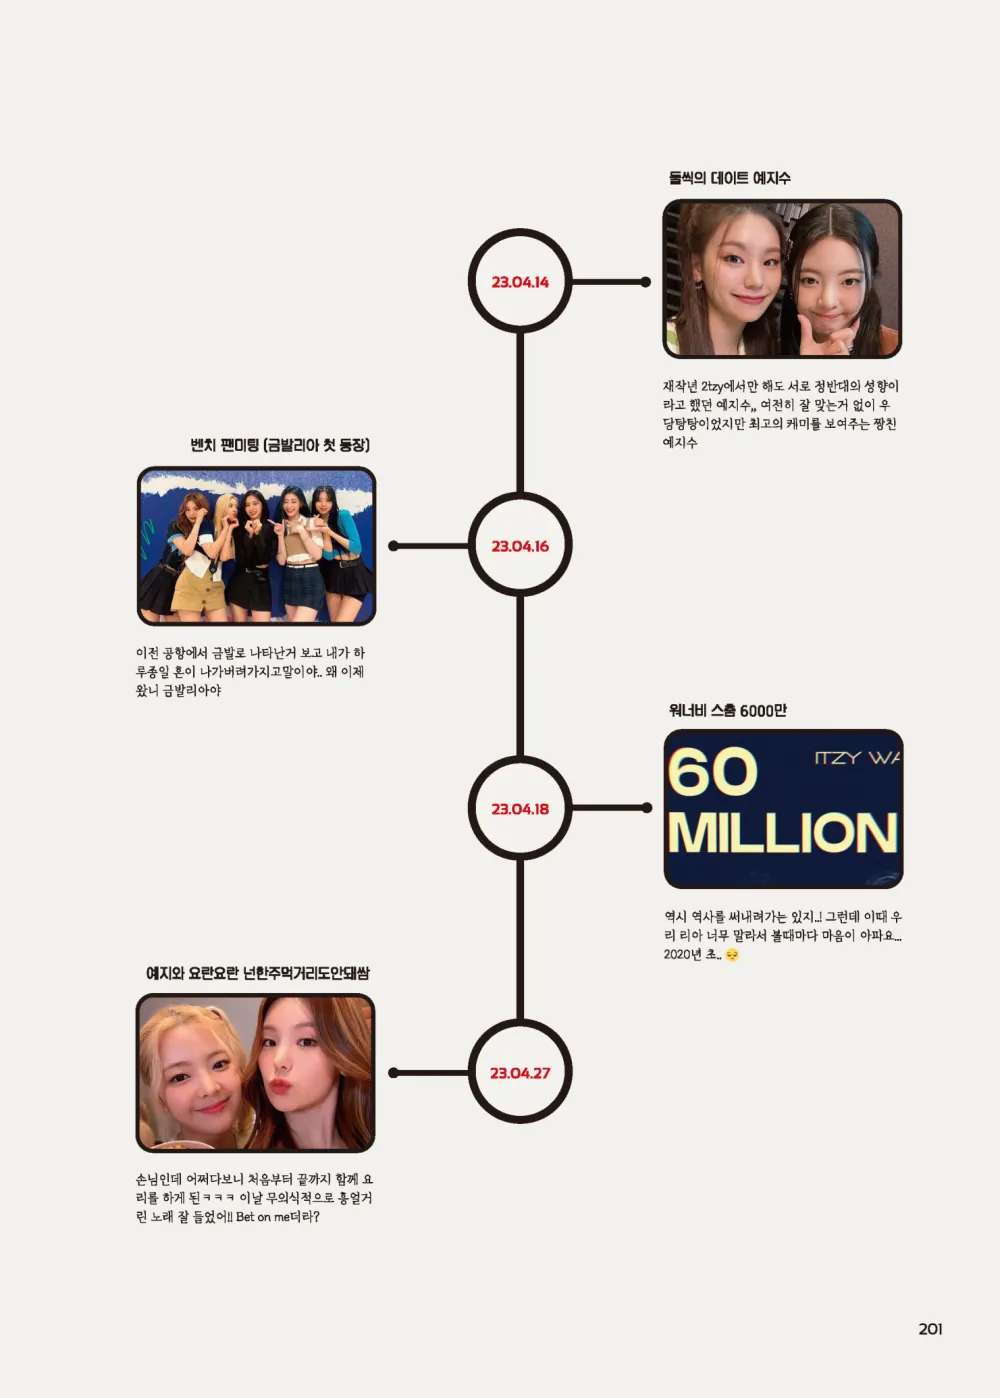 둘씩의 데이트 예지수
23.04.14
재작년 2tzy에서만 해도 서로 정반대의 성향이
라고 했던 예지수,, 여전히 잘 맞는거 없이 우
당탕탕이었지만 최고의 케미를 보여주는 짱친
예지수
벤치 팬미팅 (금발리아 첫 등장)
23.04.16
이전 공항에서 금발로 나타난거 보고 내가 하
루종일 혼이 나가버려가지고말이야.. 왜 이제
왔니 금발리아야
워너비 스춤 6000만
60
ITZY WA
MILLION
23.04.18
역시 역사를 써내려가는 있지..! 그런데 이때 우
리 리아 너무 말라서 볼때마다 마음이 아파요...
2020년 초.. 😔
예지와 요란요란 넌한주먹거리도안돼쌈
23.04.27
손님인데 어쩌다보니 처음부터 끝까지 함께 요
리를 하게 된ㅋㅋㅋ 이날 무의식적으로 흥얼거
린 노래 잘 들었어!! Bet on me더라?
201